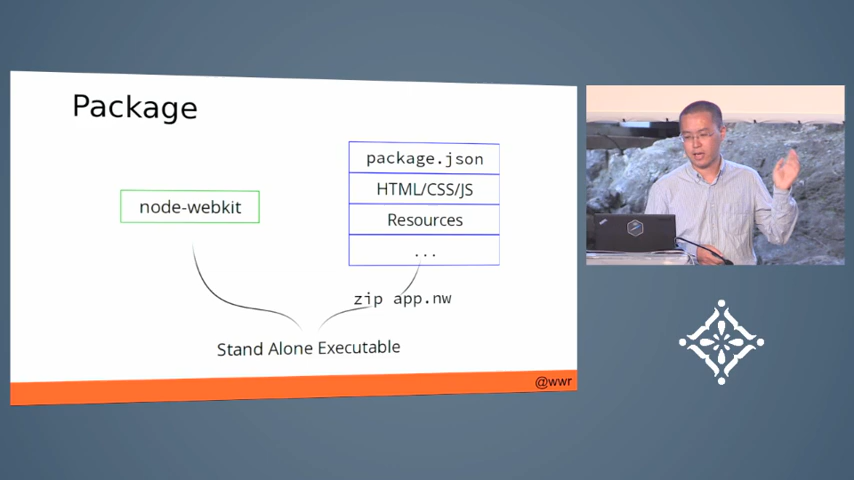 Package
node-webkit
package.json
HTML/CSS/JS
Resources
...
zip app.nw
Stand Alone Executable
@wwr